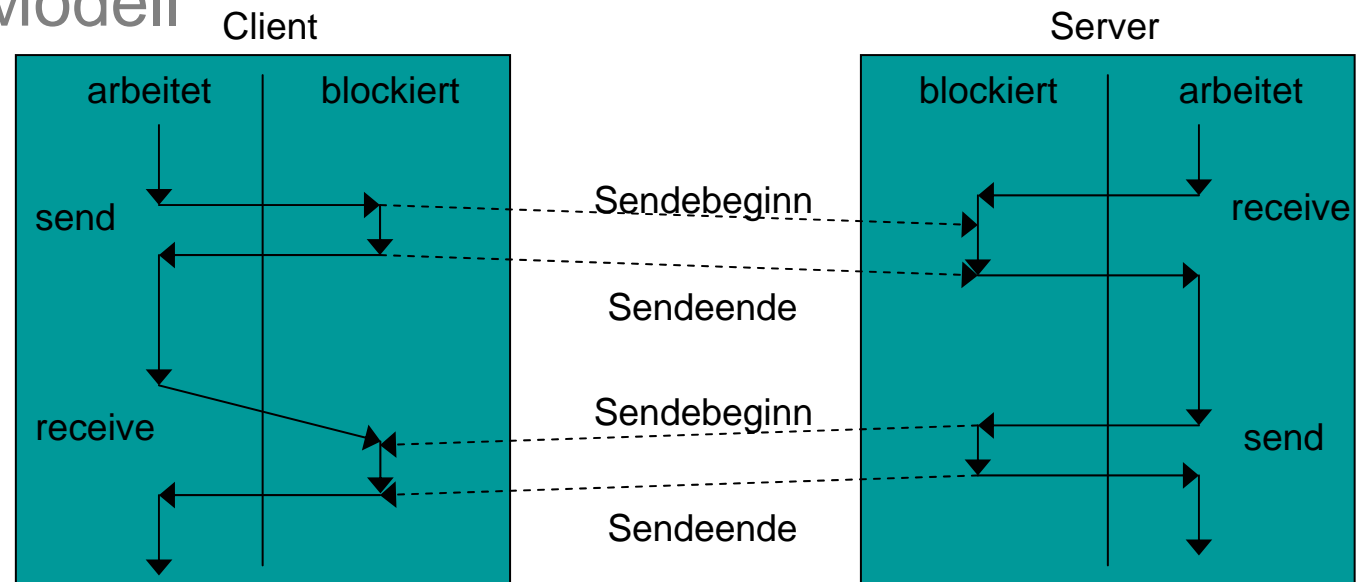 Modell
Client
Server
arbeitet
blockiert
blockiert
arbeitet
send
Sendebeginn
receive
Sendeende
receive
Sendebeginn
send
Sendeende